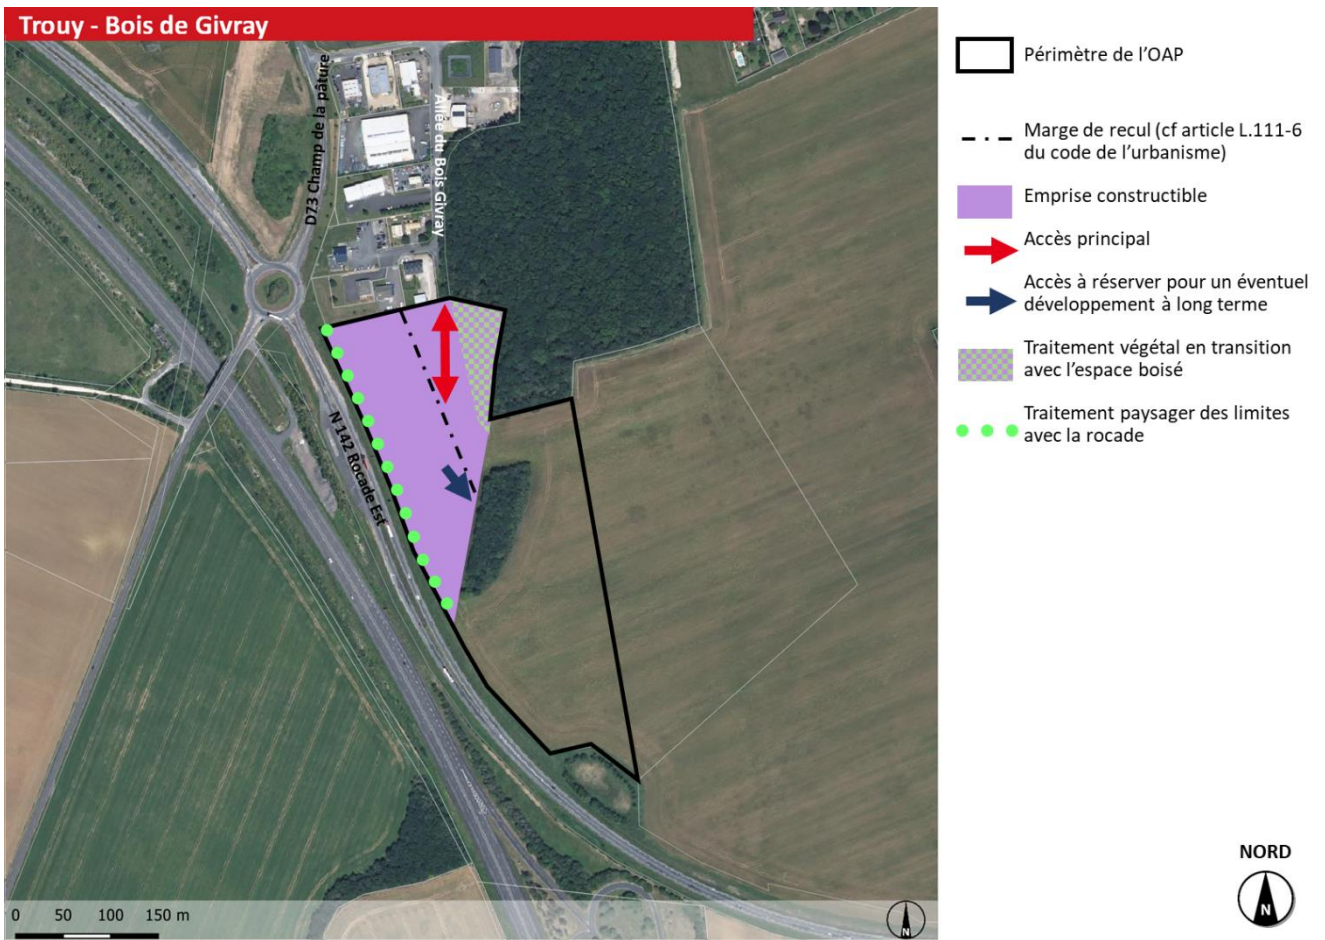 Trouy - Bois de Givray
D73 Champ de la pâture
Allée du Bois Givray
N 142 Rocade Est
0 50 100 150 m
N
Périmètre de l'OAP
Marge de recul (cf article L.111-6
du code de l'urbanisme)
Emprise constructible
Accès principal
Accès à réserver pour un éventuel
développement à long terme
Traitement végétal en transition
avec l'espace boisé
Traitement paysager des limites
avec la rocade
NORD
N